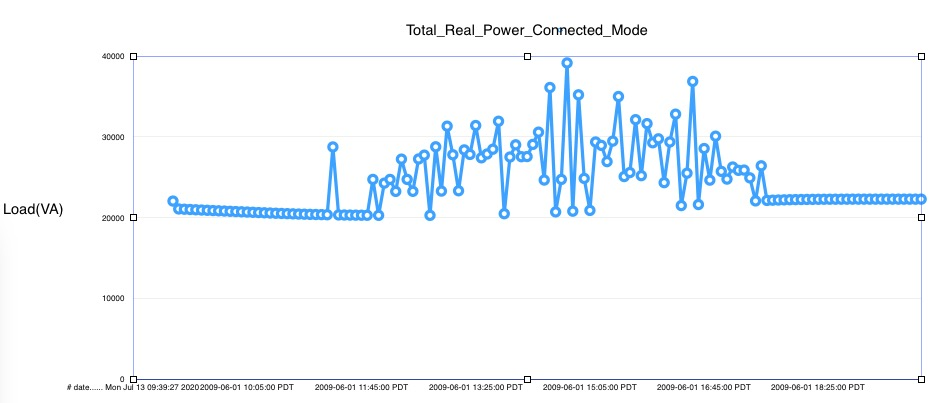 Total_Real_Power_Connected_Mode
40000
30000
Load(VA)
20000
10000
0
# date...... Mon Jul 13 09:39:27 2020 2009-06-01 10:05:00 PDT 2009-06-01 11:45:00 PDT 2009-06-01 13:25:00 PDT 2009-06-01 15:05:00 PDT 2009-06-01 16:45:00 PDT 2009-06-01 18:25:00 PDT